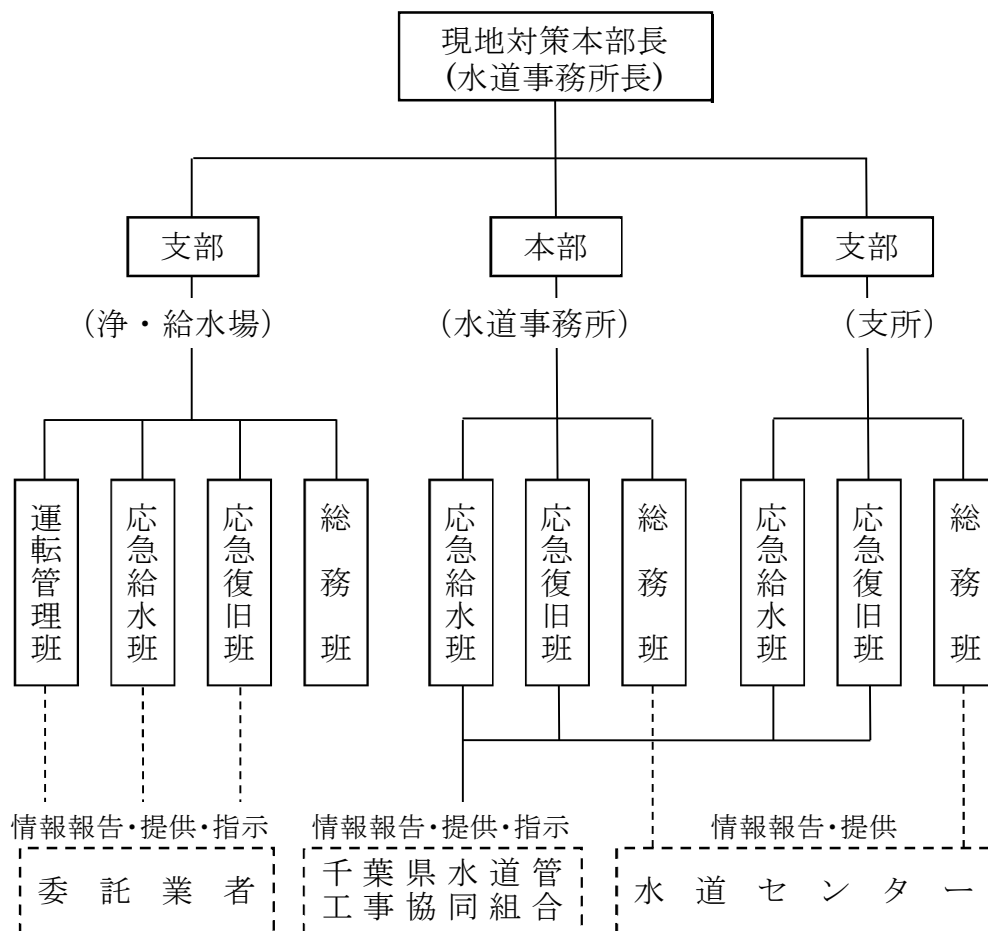 現地対策本部長
(水道事務所長)
支部
本部
支部
(浄・給水場)
(水道事務所)
(支所)
運転管理班
応急給水班
応急復旧班
総務班
応急給水班
応急復旧班
総務班
応急給水班
応急復旧班
総務班
情報報告・提供・指示
情報報告・提供・指示
情報報告・提供
委託業者
千葉県水道管
工事協同組合
水道センター